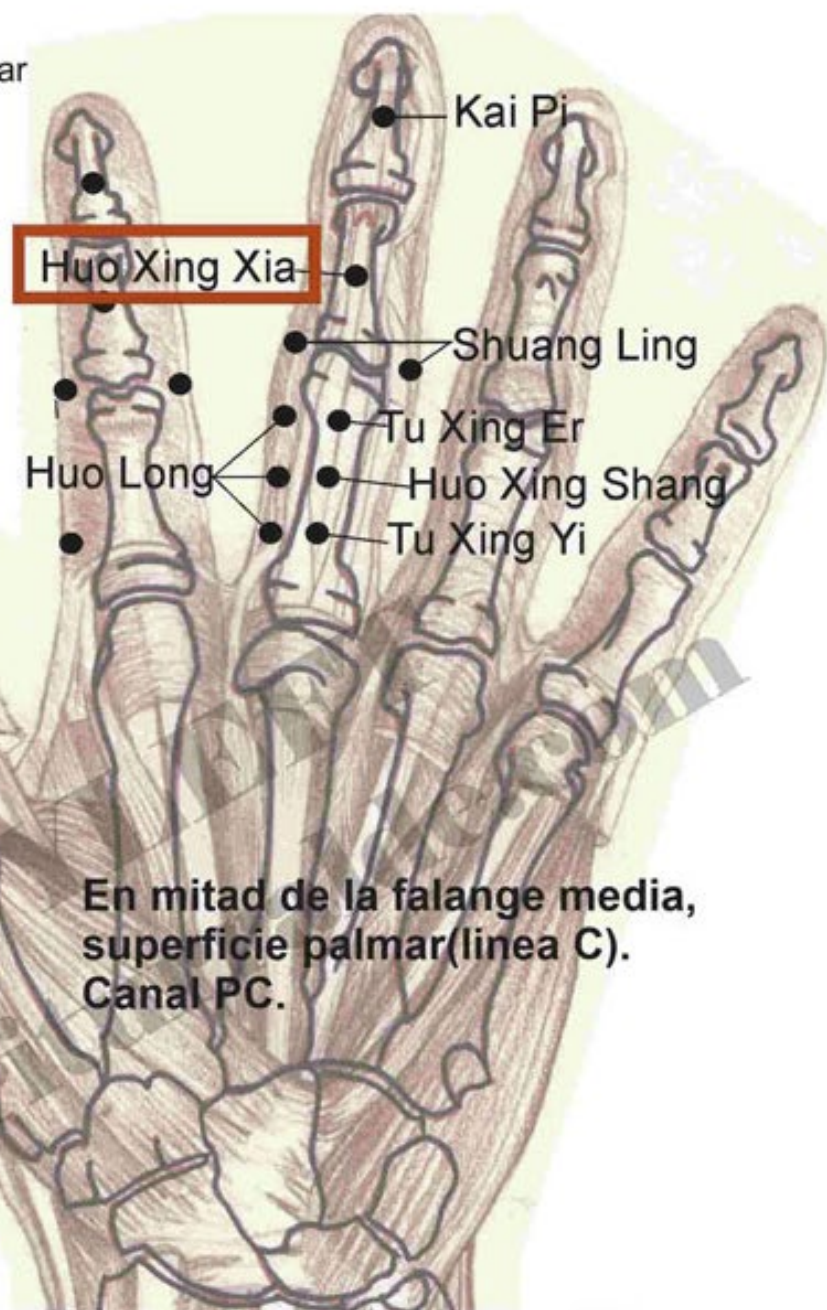 ar
Kai Pi
Huo Xing Xia
Shuang Ling
Tu Xing Er
Huo Long
Huo Xing Shang
Tu Xing Yi
En mitad de la falange media,
superficie palmar(linea C).
Canal PC.